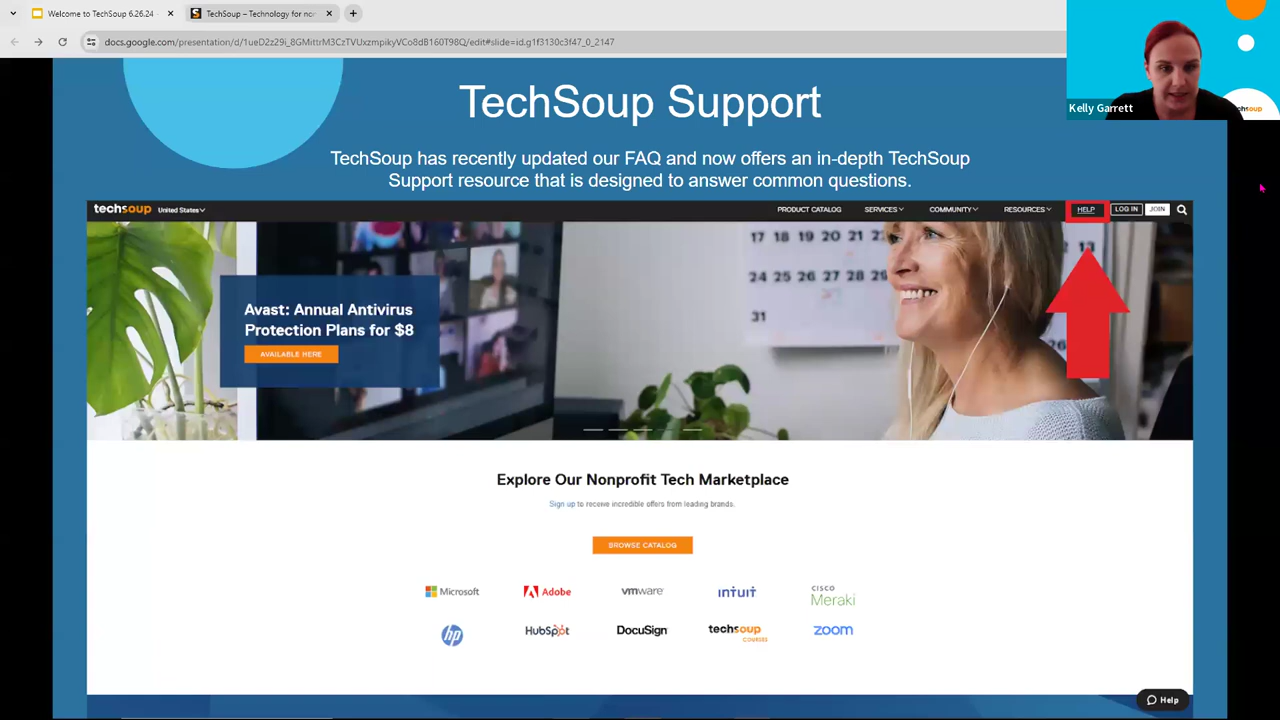 Welcome to TechSoup 6.26.24 -
TechSoup – Technology for nor
docs.google.com/presentation/d/1ueD2z29i_8GMittrM3CzTVUxzmpikyVCo8dB160T98Q/edit#slide=id.g1f3130c3f47_0_2147
Kelly Garrett
TechSoup Support
TechSoup has recently updated our FAQ and now offers an in-depth TechSoup
Support resource that is designed to answer common questions.
techsoup United States PRODUCT CATALOG SERVICES COMMUNITY RESOURCES HELP LOG IN JOIN
17 18 19 20 21 22 13
24 25 26 27 28 29
31 26
Avast: Annual Antivirus
Protection Plans for $8
AVAILABLE HERE
Explore Our Nonprofit Tech Marketplace
Sign up to receive incredible offers from leading brands.
BROWSE CATALOG
Microsoft Adobe vmware intuit CISCO Meraki
hp HubSpot DocuSign techsoup COURSES zoom
Help